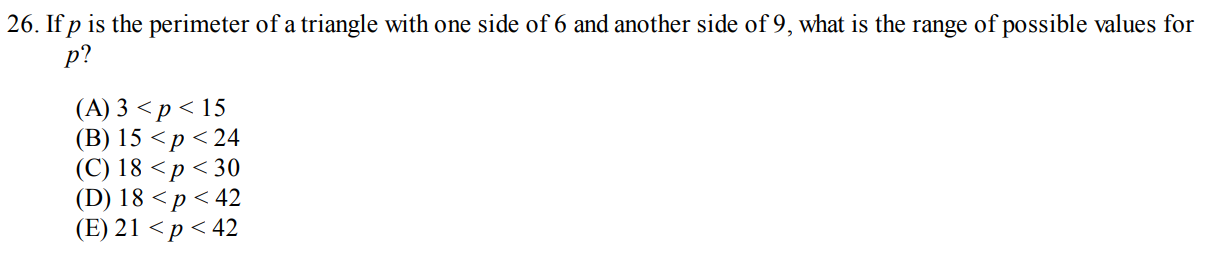 26. If p is the perimeter of a triangle with one side of 6 and another side of 9, what is the range of possible values for
p?
(A) 3 < p < 15
(B) 15 < p < 24
(C) 18 < p < 30
(D) 18 < p < 42
(E) 21 < p < 42